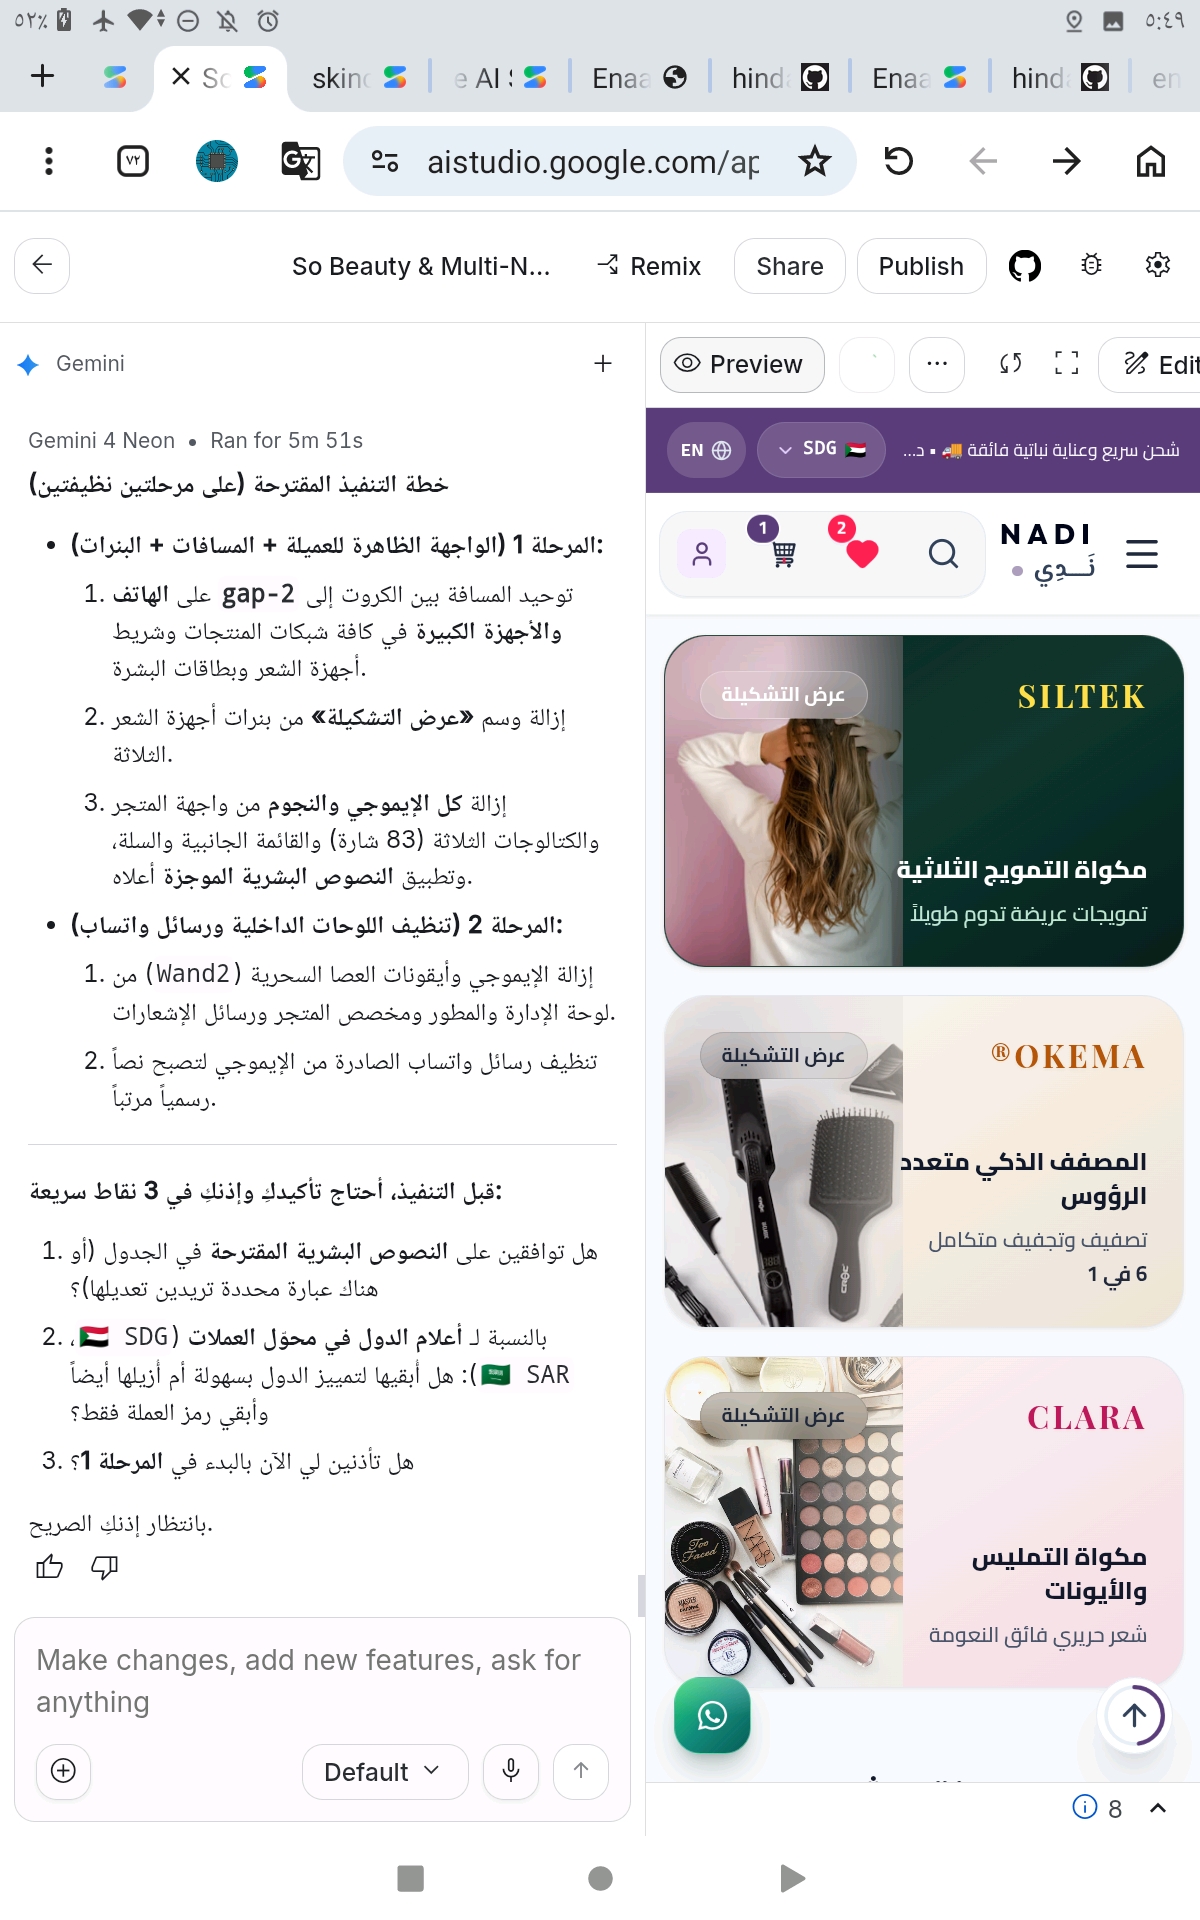 ٥٢٪
٥:٤٩
So
skinc
e AI S
Enaa
hinda
Enaa
hinda
en
٧٢
aistudio.google.com/ap
So Beauty & Multi-N...
Remix
Share
Publish
Gemini
Gemini 4 Neon • Ran for 5m 51s
خطة التنفيذ المقترحة (على مرحلتين نظيفتين)
• المرحلة 1 (الواجهة الظاهرة للعميلة + المسافات + البنرات):
1. توحيد المسافة بين الكروت إلى gap-2 على الهاتف
والأجهزة الكبيرة في كافة شبكات المنتجات وشريط
أجهزة الشعر وبطاقات البشرة.
2. إزالة وسم «عرض التشكيلة» من بنرات أجهزة الشعر
الثلاثة.
3. إزالة كل الإيموجي والنجوم من واجهة المتجر
والكتالوجات الثلاثة (83 شارة) والقائمة الجانبية والسلة،
وتطبيق النصوص البشرية الموجزة أعلاه.
• المرحلة 2 (تنظيف اللوحات الداخلية ورسائل واتساب):
1. إزالة الإيموجي وأيقونات العصا السحرية (Wand2) من
لوحة الإدارة والمطور ومخصص المتجر ورسائل الإشعارات.
2. تنظيف رسائل واتساب الصادرة من الإيموجي لتصبح نصاً
رسمياً مرتباً.
قبل التنفيذ، أحتاج تأكيدكِ وإذنكِ في 3 نقاط سريعة:
1. هل توافقين على النصوص البشرية المقترحة في الجدول (أو
هناك عبارة محددة تريدين تعديلها)؟
2. بالنسبة لـ أعلام الدول في محوّل العملات (SDG 🇸🇩،
SAR 🇸🇦): هل أبقيها لتمييز الدول بسهولة أم أزيلها أيضاً
وأبقي رمز العملة فقط؟
3. هل تأذنين لي الآن بالبدء في المرحلة 1؟
بانتظار إذنكِ الصريح.
Make changes, add new features, ask for
anything
Default
Preview
Edit
EN
SDG 🇸🇩
شحن سريع وعناية نباتية فائقة 🚚 • د...
1
2
NADI
نَـــدِي
عرض التشكيلة
SILTEK
مكواة التمويج الثلاثية
تمويجات عريضة تدوم طويلاً
عرض التشكيلة
OKEMA®
المصفف الذكي متعدد
الرؤوس
تصفيف وتجفيف متكامل
6 في 1
CROC
عرض التشكيلة
CLARA
مكواة التمليس
والأيونات
شعر حريري فائق النعومة
NARS
Too
Faced
MASTER
8